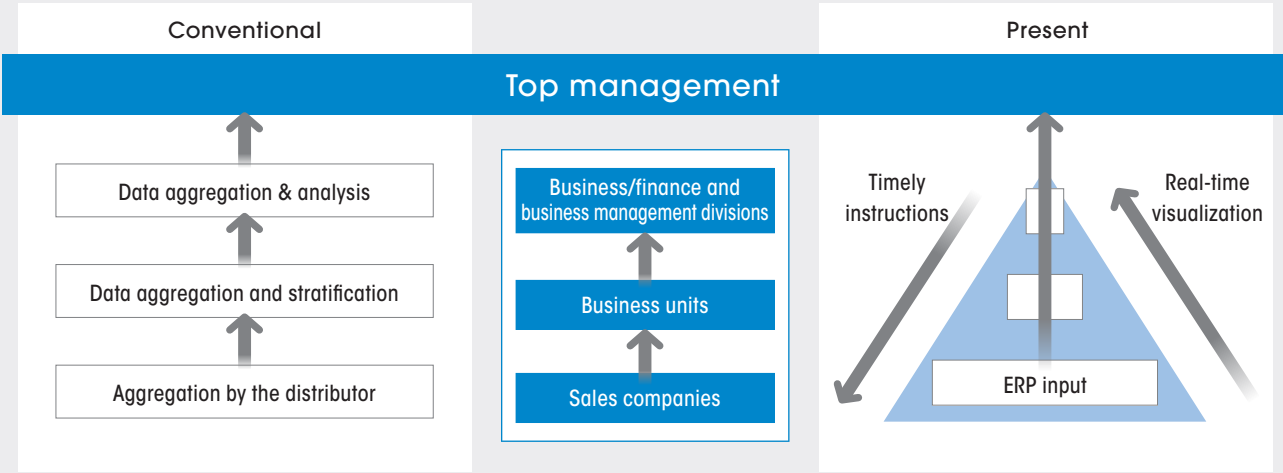 Conventional
Present
Top management
Data aggregation & analysis
Data aggregation and stratification
Aggregation by the distributor
Business/finance and
business management divisions
Business units
Sales companies
Timely
instructions
Real-time
visualization
ERP input